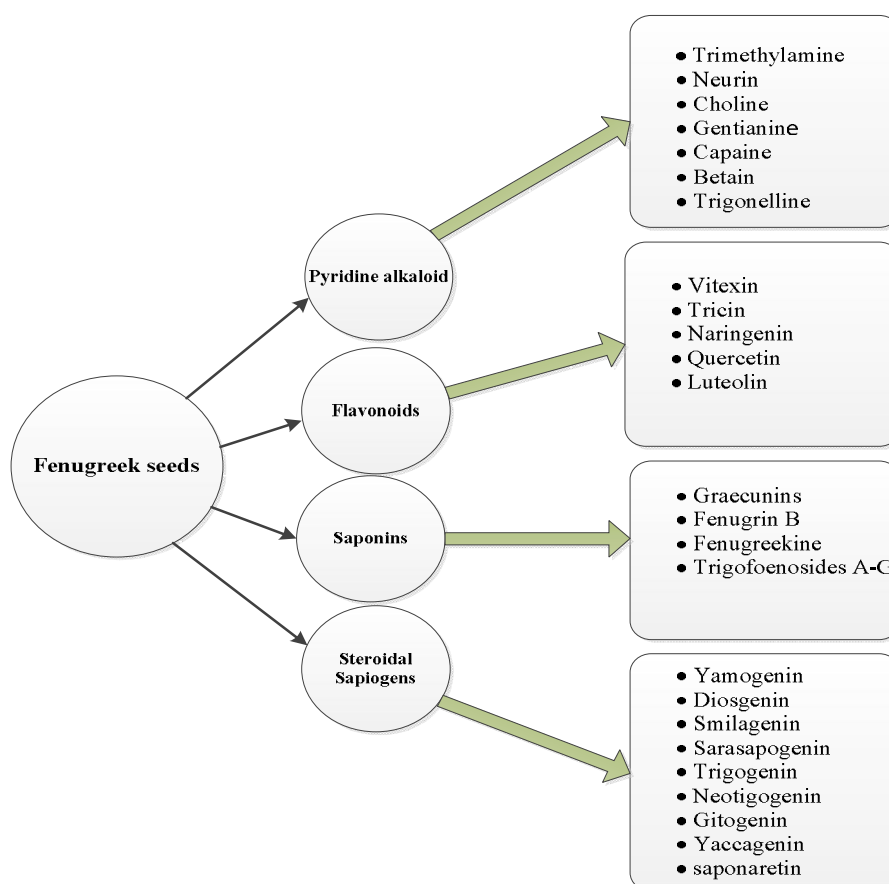 Fenugreek seeds
Pyridine alkaloid
• Trimethylamine
• Neurin
• Choline
• Gentianine
• Capaine
• Betain
• Trigonelline
Flavonoids
• Vitexin
• Tricin
• Naringenin
• Quercetin
• Luteolin
Saponins
• Graecunins
• Fenugrin B
• Fenugreekine
• Trigofoenosides A-G
Steroidal
Sapiogens
• Yamogenin
• Diosgenin
• Smilagenin
• Sarasapogenin
• Trigogenin
• Neotigogenin
• Gitogenin
• Yaccagenin
• saponaretin